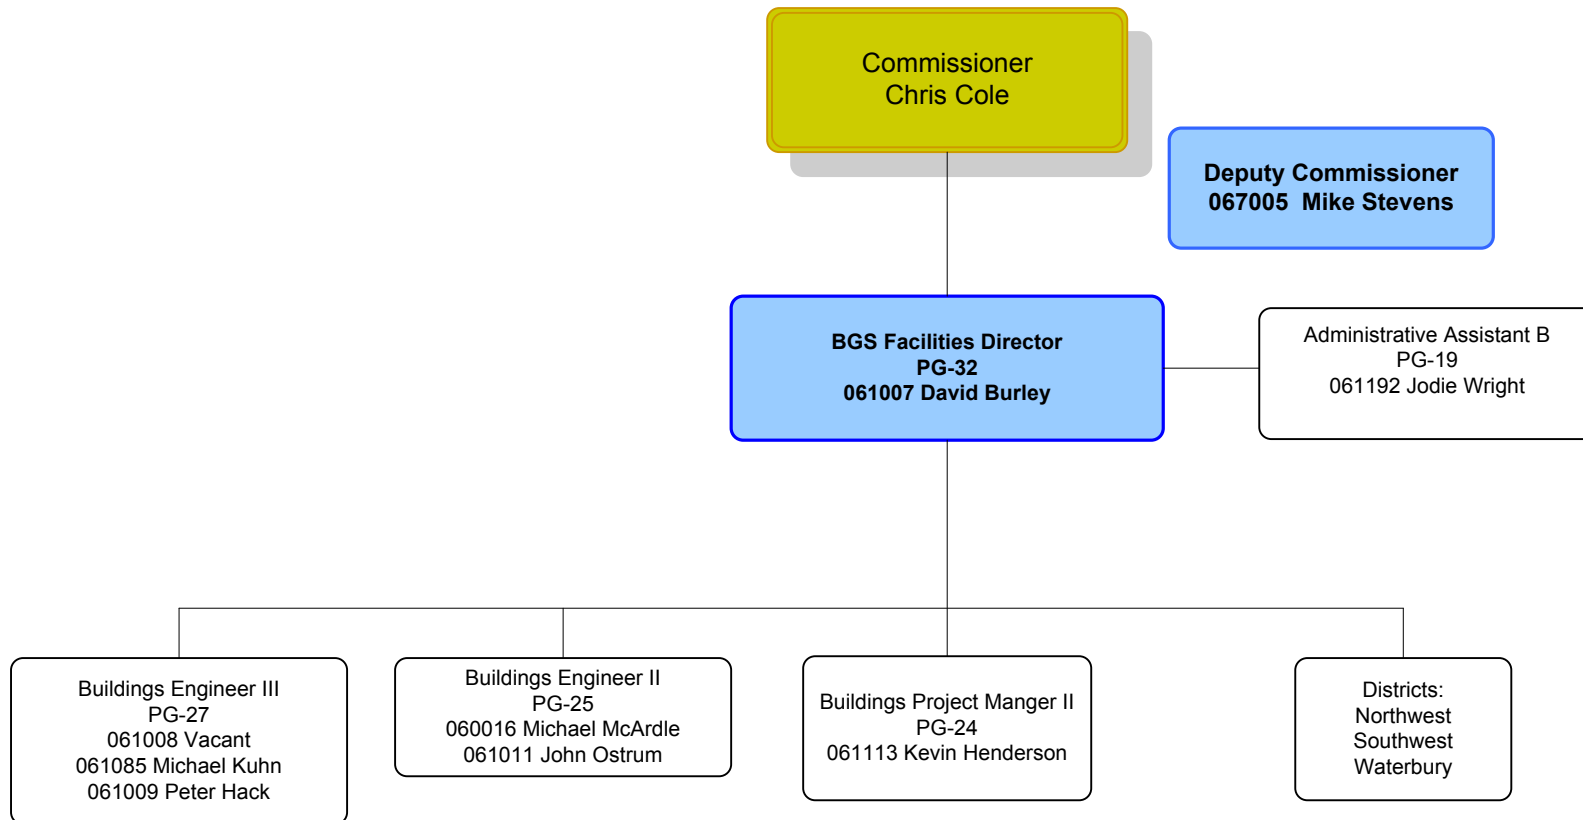 Commissioner
Chris Cole
Deputy Commissioner
067005  Mike Stevens
BGS Facilities Director
PG-32
061007 David Burley
Administrative Assistant B
PG-19
061192 Jodie Wright
Buildings Engineer III
PG-27
061008 Vacant
061085 Michael Kuhn
061009 Peter Hack
Buildings Engineer II
PG-25
060016 Michael McArdle
061011 John Ostrum
Buildings Project Manger II
PG-24
061113 Kevin Henderson
Districts:
Northwest
Southwest
Waterbury